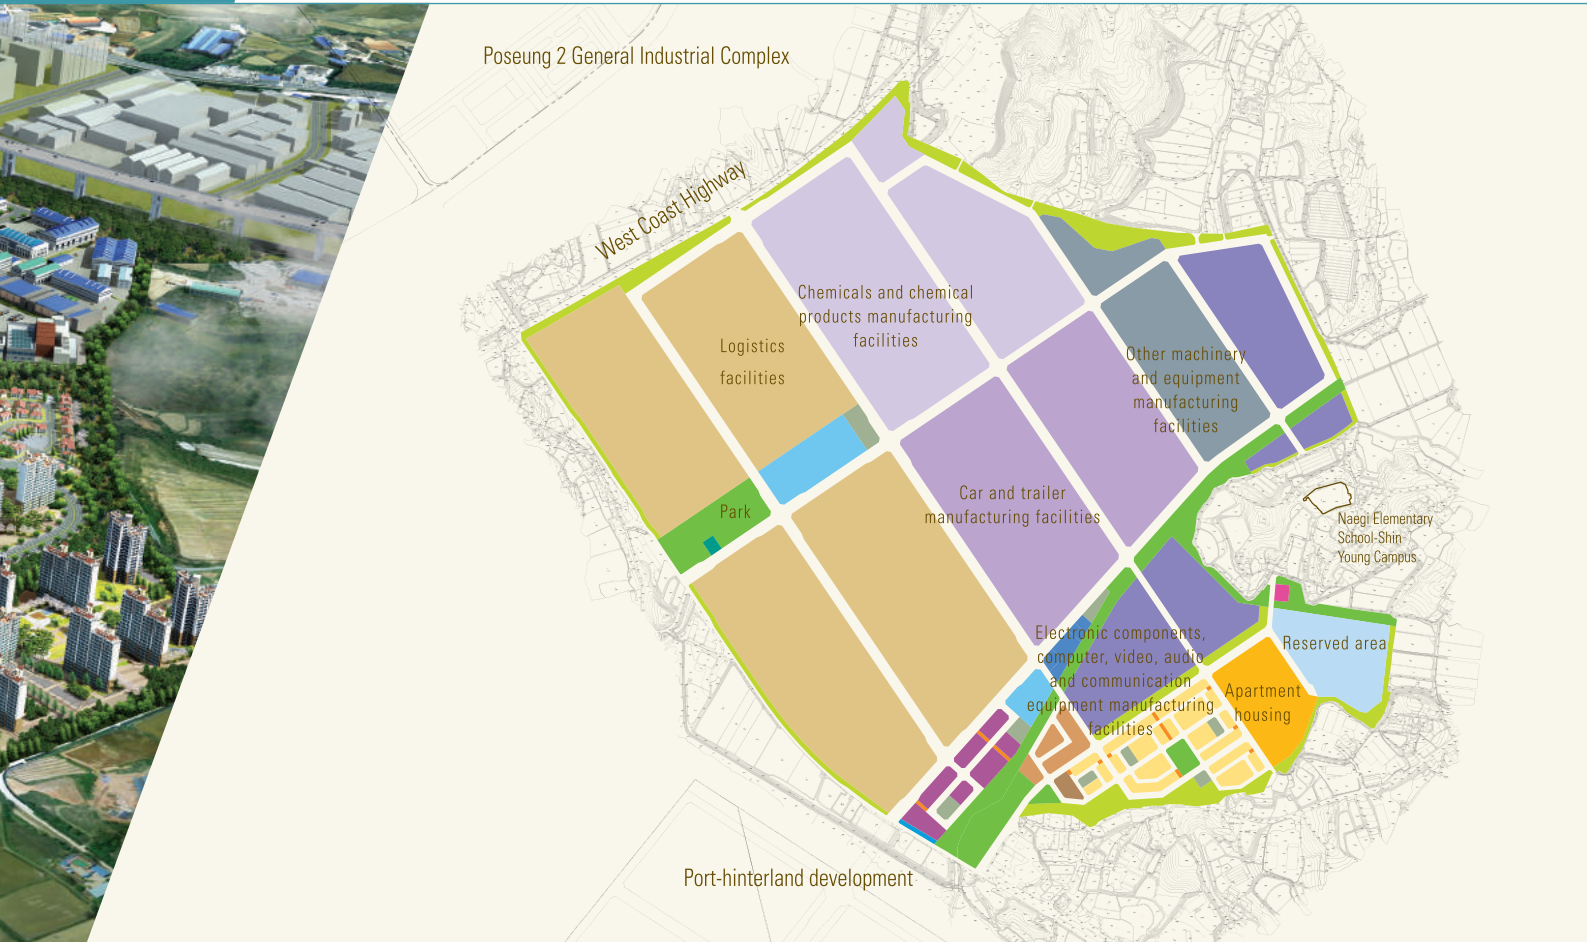 Poseung 2 General Industrial Complex
West Coast Highway
Chemicals and chemical
products manufacturing
facilities
Logistics
facilities
Other machinery
and equipment
manufacturing
facilities
Park
Car and trailer
manufacturing facilities
Naegi Elementary
School-Shin
Young Campus
Electronic components,
computer, video, audio
and communication
equipment manufacturing
facilities
Reserved area
Apartment
housing
Port-hinterland development